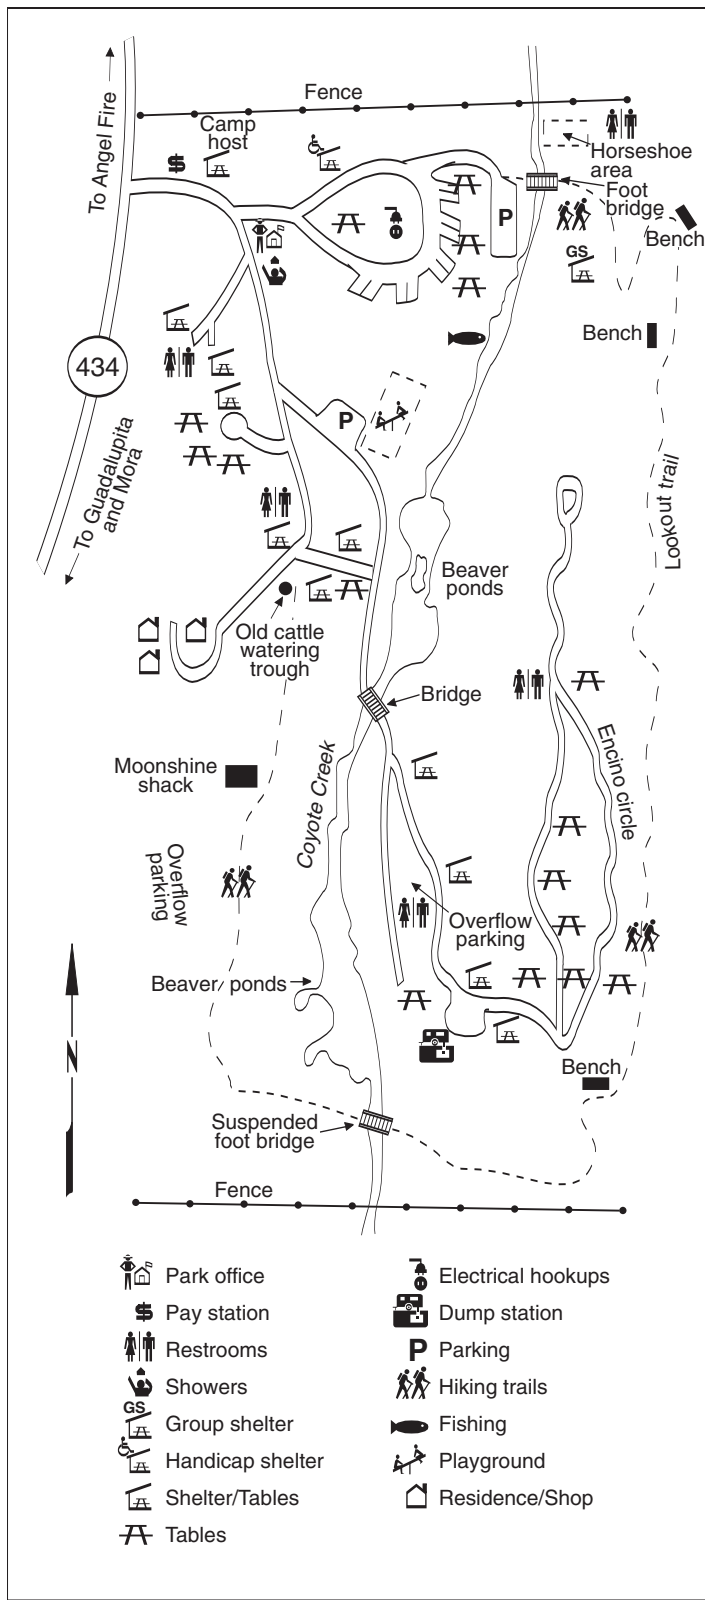 Fence
To Angel Fire
Camp
host
$
Horseshoe
area
Foot
bridge
P
Bench
GS
Bench
434
P
To Guadalupita
and Mora
Lookout trail
Beaver
ponds
Old cattle
watering
trough
Bridge
Encino circle
Moonshine
shack
Coyote Creek
Overflow
parking
Overflow
parking
Beaver ponds
N
Bench
Suspended
foot bridge
Fence
Park office
$ Pay station
Restrooms
Showers
GS
Group shelter
Handicap shelter
Shelter/Tables
Tables
Electrical hookups
Dump station
P Parking
Hiking trails
Fishing
Playground
Residence/Shop